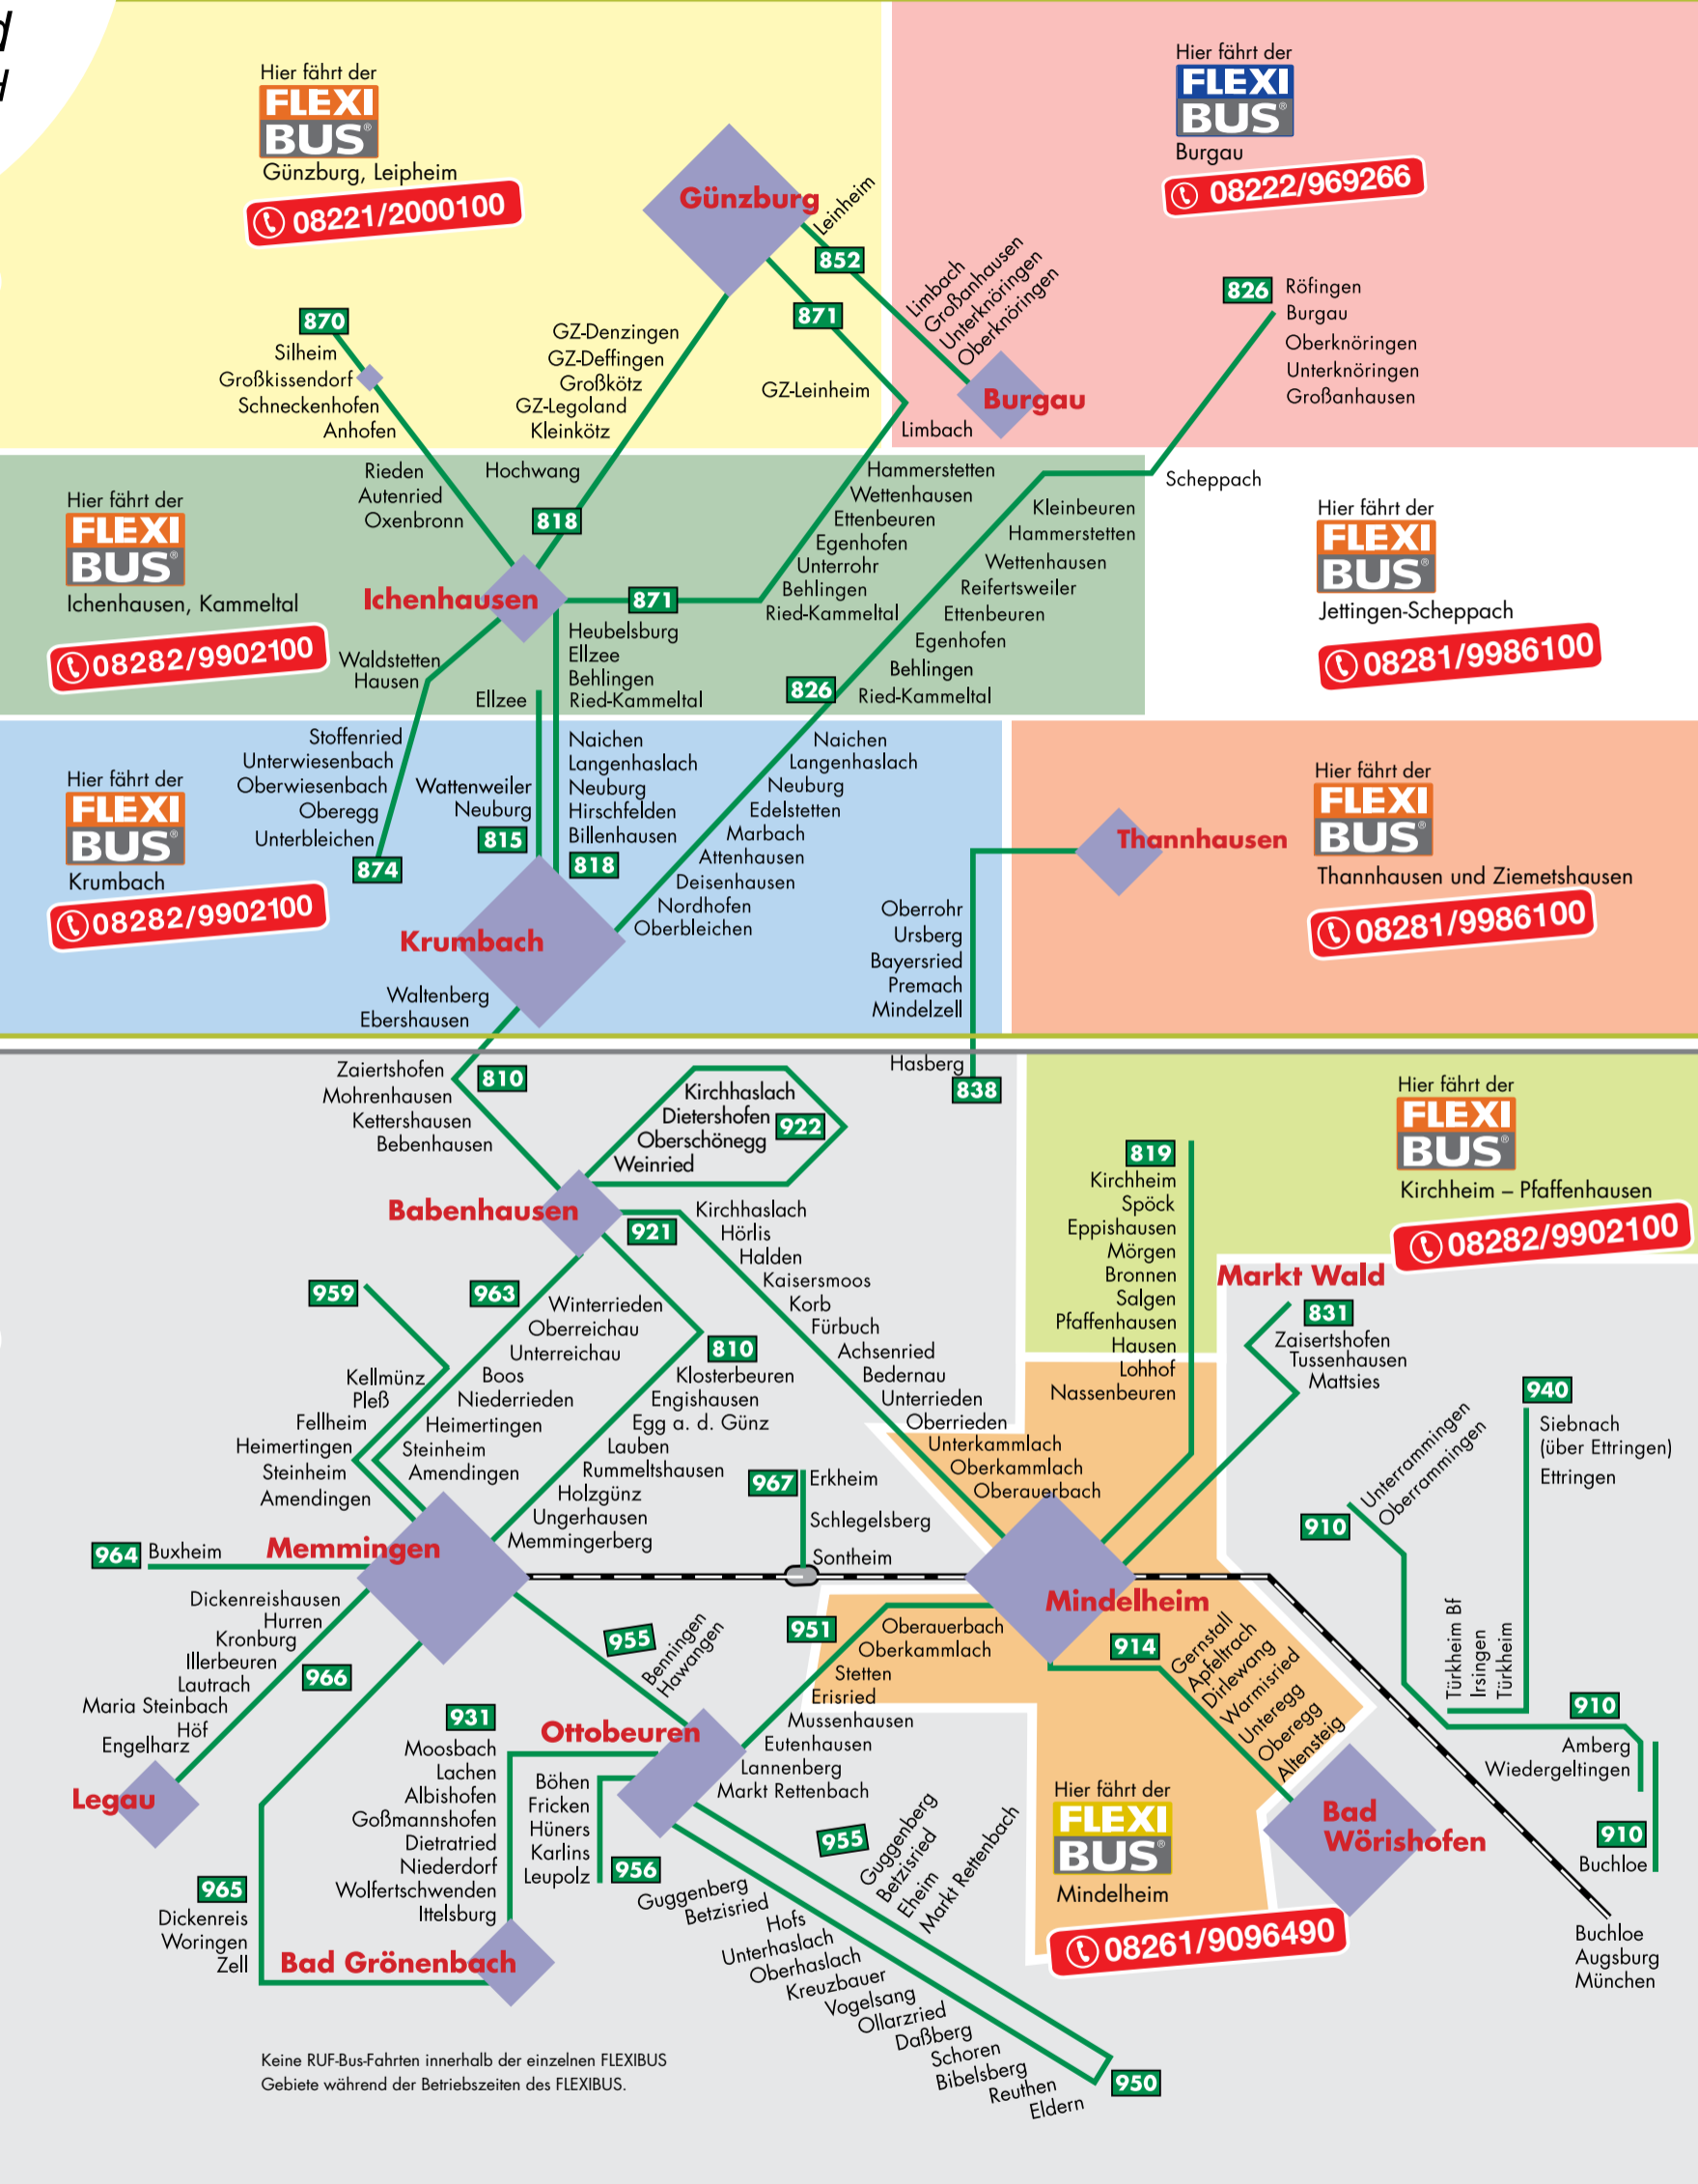 Hier fährt der
FLEXI
BUS®
Günzburg, Leipheim
08221/2000100
Hier fährt der
FLEXI
BUS®
Burgau
08222/969266
Günzburg
Leinheim
852
871
Limbach
Großanhausen
Unterknöringen
Oberknöringen
Burgau
826
Röfingen
Burgau
Oberknöringen
Unterknöringen
Großanhausen
Scheppach
870
Silheim
Großkissendorf
Schneckenhofen
Anhofen
Rieden
Autenried
Oxenbronn
GZ-Denzingen
GZ-Deffingen
Großkötz
GZ-Legoland
Kleinkötz
Hochwang
818
GZ-Leinheim
Limbach
Hammerstetten
Wettenhausen
Ettenbeuren
Egenhofen
Unterrohr
Behlingen
Ried-Kammeltal
Kleinbeuren
Hammerstetten
Wettenhausen
Reifertsweiler
Ettenbeuren
Egenhofen
Behlingen
Ried-Kammeltal
826
Hier fährt der
FLEXI
BUS®
Ichenhausen, Kammeltal
08282/9902100
Hier fährt der
FLEXI
BUS®
Jettingen-Scheppach
08281/9986100
Ichenhausen
871
Heubelsburg
Ellzee
Behlingen
Ried-Kammeltal
Waldstetten
Hausen
Ellzee
Stoffenried
Unterwiesenbach
Oberwiesenbach
Oberegg
Unterbleichen
874
Wattenweiler
Neuburg
815
Naichen
Langenhaslach
Neuburg
Hirschfelden
Billenhausen
818
Naichen
Langenhaslach
Neuburg
Edelstetten
Marbach
Attenhausen
Deisenhausen
Nordhofen
Oberbleichen
Hier fährt der
FLEXI
BUS®
Krumbach
08282/9902100
Krumbach
Waltenberg
Ebershausen
Thannhausen
Hier fährt der
FLEXI
BUS®
Thannhausen und Ziemetshausen
08281/9986100
Oberrohr
Ursberg
Bayersried
Premach
Mindelzell
Hasberg
838
Zaiertshofen
Mohrenhausen
Kettershausen
Bebenhausen
810
Kirchhaslach
Dietershofen
Oberschönegg
Weinried
922
Babenhausen
921
Kirchhaslach
Hörlis
Halden
Kaisersmoos
Korb
Fürbuch
Achsenried
Bedernau
Unterrieden
Oberrieden
Unterkammlach
Oberkammlach
Oberauerbach
819
Kirchheim
Spöck
Eppishausen
Mörgen
Bronnen
Salgen
Pfaffenhausen
Hausen
Lohhof
Nassenbeuren
Hier fährt der
FLEXI
BUS®
Kirchheim – Pfaffenhausen
08282/9902100
Markt Wald
831
Zaisertshofen
Tussenhausen
Mattsies
959
Kellmünz
Pleß
Fellheim
Heimertingen
Steinheim
Amendingen
963
Winterrieden
Oberreichau
Unterreichau
Boos
Niederrieden
Heimertingen
Steinheim
Amendingen
810
Klosterbeuren
Engishausen
Egg a. d. Günz
Lauben
Rummeltshausen
Holzgünz
Ungerhausen
Memmingerberg
967
Erkheim
Schlegelsberg
Sontheim
940
Siebnach
(über Ettringen)
Ettringen
Unterrammingen
Oberrammingen
910
Türkheim Bf
Irsingen
Türkheim
910
Amberg
Wiedergeltingen
910
Buchloe
Buchloe
Augsburg
München
964
Buxheim
Memmingen
Mindelheim
Dickenreishausen
Hurren
Kronburg
Illerbeuren
Lautrach
Maria Steinbach
Höf
Engelharz
966
Legau
955
Benningen
Hawangen
951
Oberauerbach
Oberkammlach
Stetten
Erisried
Mussenhausen
Eutenhausen
Lannenberg
Markt Rettenbach
914
Gernstall
Apfeltrach
Dirlewang
Warmisried
Unteregg
Oberegg
Altensteig
Bad
Wörishofen
Ottobeuren
931
Moosbach
Lachen
Albishofen
Goßmannshofen
Dietratried
Niederdorf
Wolfertschwenden
Ittelsburg
Böhen
Fricken
Hüners
Karlins
Leupolz
956
965
Dickenreis
Woringen
Zell
Bad Grönenbach
955
Guggenberg
Betzisried
Eheim
Markt Rettenbach
Guggenberg
Betzisried
Hofs
Unterhaslach
Oberhaslach
Kreuzbauer
Vogelsang
Ollarzried
Daßberg
Schoren
Bibelsberg
Reuthen
Eldern
950
Hier fährt der
FLEXI
BUS®
Mindelheim
08261/9096490
Keine RUF-Bus-Fahrten innerhalb der einzelnen FLEXIBUS
Gebiete während der Betriebszeiten des FLEXIBUS.